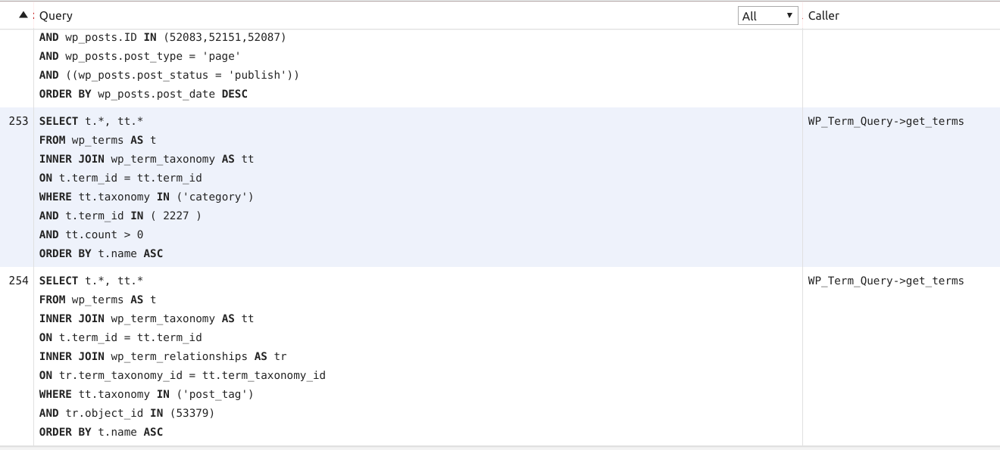 ▲ Query All ▼ Caller
AND wp_posts.ID IN (52083,52151,52087)
AND wp_posts.post_type = 'page'
AND ((wp_posts.post_status = 'publish'))
ORDER BY wp_posts.post_date DESC
253 SELECT t.*, tt.* WP_Term_Query->get_terms
FROM wp_terms AS t
INNER JOIN wp_term_taxonomy AS tt
ON t.term_id = tt.term_id
WHERE tt.taxonomy IN ('category')
AND t.term_id IN ( 2227 )
AND tt.count > 0
ORDER BY t.name ASC
254 SELECT t.*, tt.* WP_Term_Query->get_terms
FROM wp_terms AS t
INNER JOIN wp_term_taxonomy AS tt
ON t.term_id = tt.term_id
INNER JOIN wp_term_relationships AS tr
ON tr.term_taxonomy_id = tt.term_taxonomy_id
WHERE tt.taxonomy IN ('post_tag')
AND tr.object_id IN (53379)
ORDER BY t.name ASC